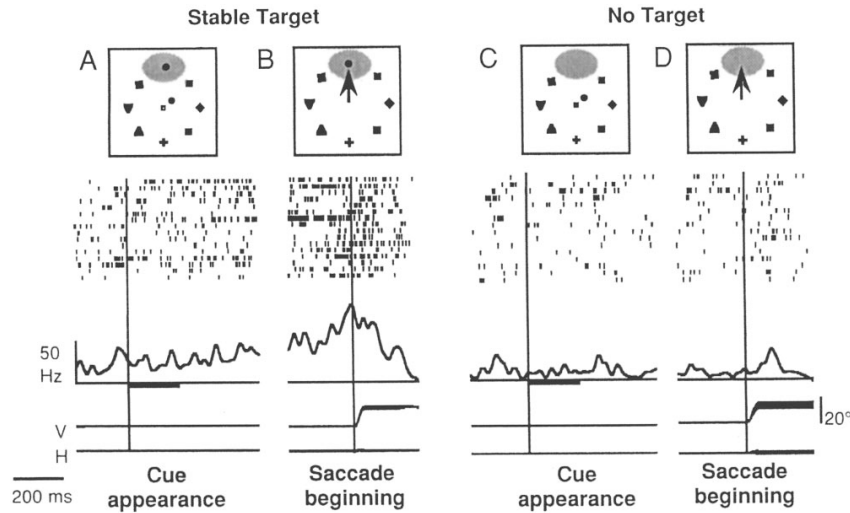 Stable Target No Target
A B C D
50
Hz
V
H
20°
200 ms
Cue
appearance
Saccade
beginning
Cue
appearance
Saccade
beginning